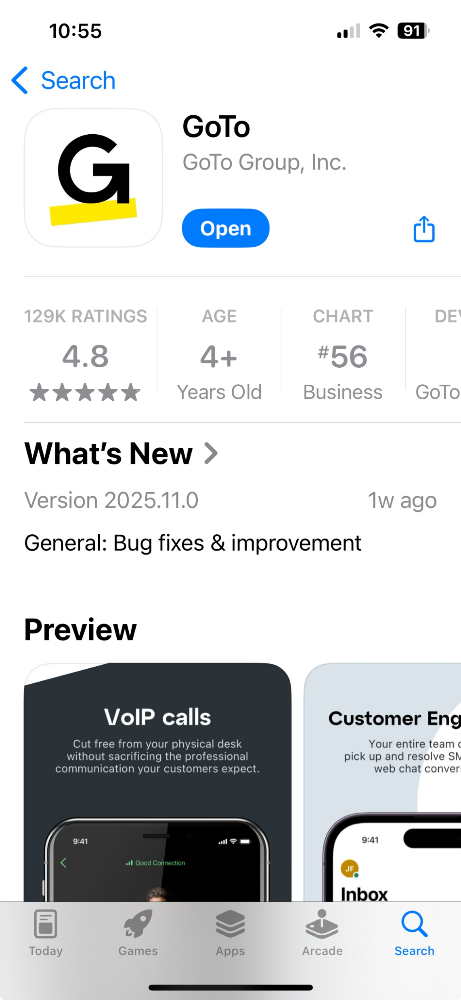 10:55
91
Search
GoTo
GoTo Group, Inc.
Open
129K RATINGS
4.8
AGE
4+
Years Old
CHART
#56
Business
GoTo
What's New
Version 2025.11.0
1w ago
General: Bug fixes & improvement
Preview
VoIP calls
Cut free from your physical desk
without sacrificing the professional
communication your customers expect.
9:41
Good Connection
Customer Eng
Your entire team
pick up and resolve SM
web chat conver
9:41
JF
Inbox
Today
Games
Apps
Arcade
Search